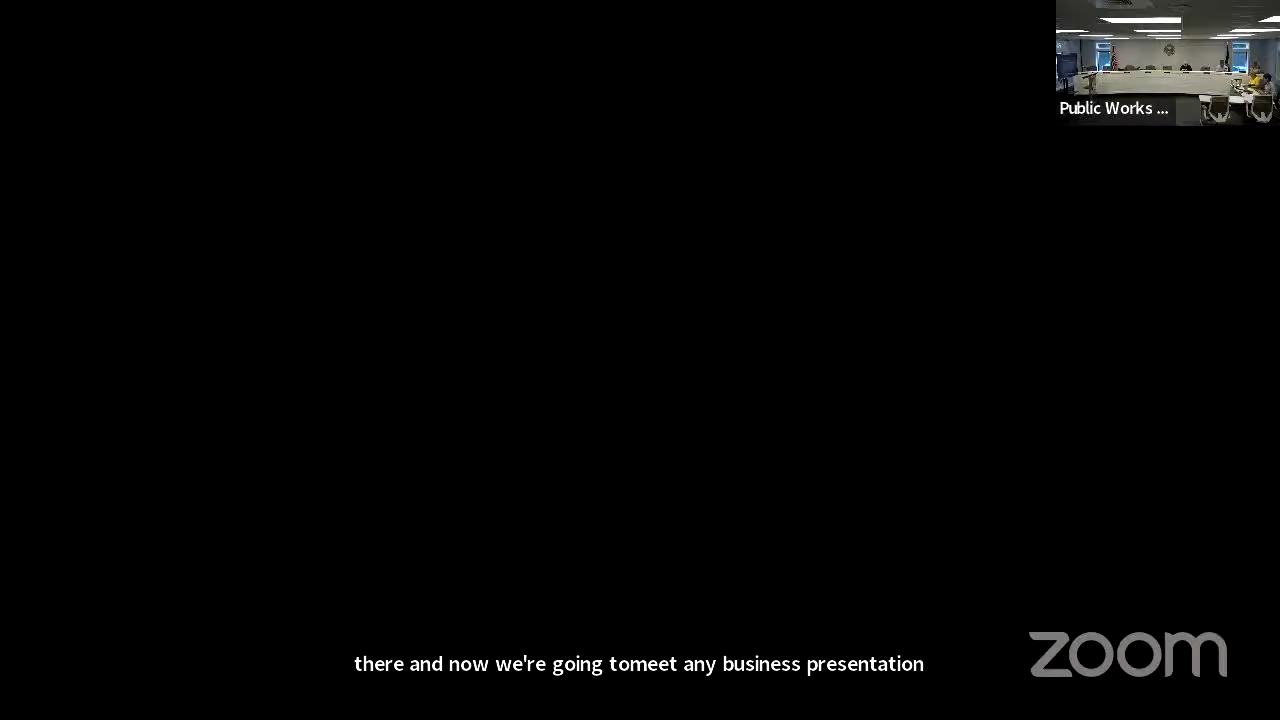 Public Works ...
there and now we're going tomeet any business presentation
zoom